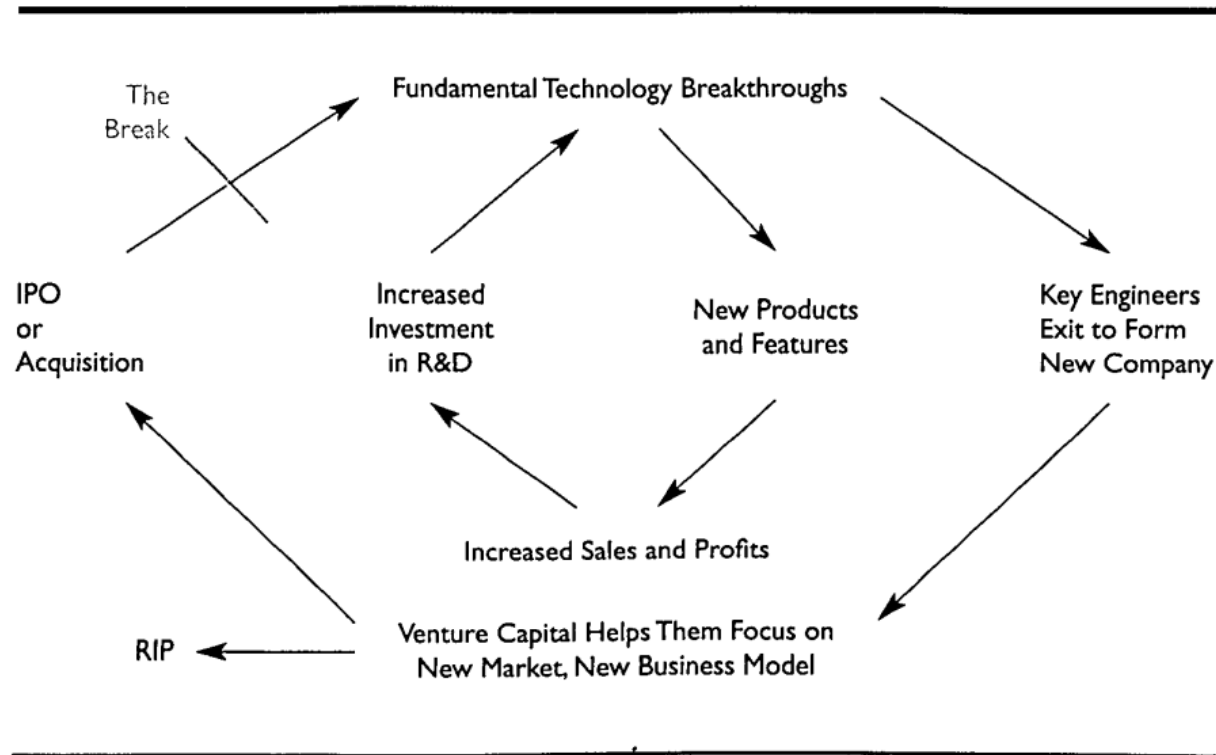 Fundamental Technology Breakthroughs
The
Break
IPO
or
Acquisition
Increased
Investment
in R&D
New Products
and Features
Key Engineers
Exit to Form
New Company
Increased Sales and Profits
RIP
Venture Capital Helps Them Focus on
New Market, New Business Model